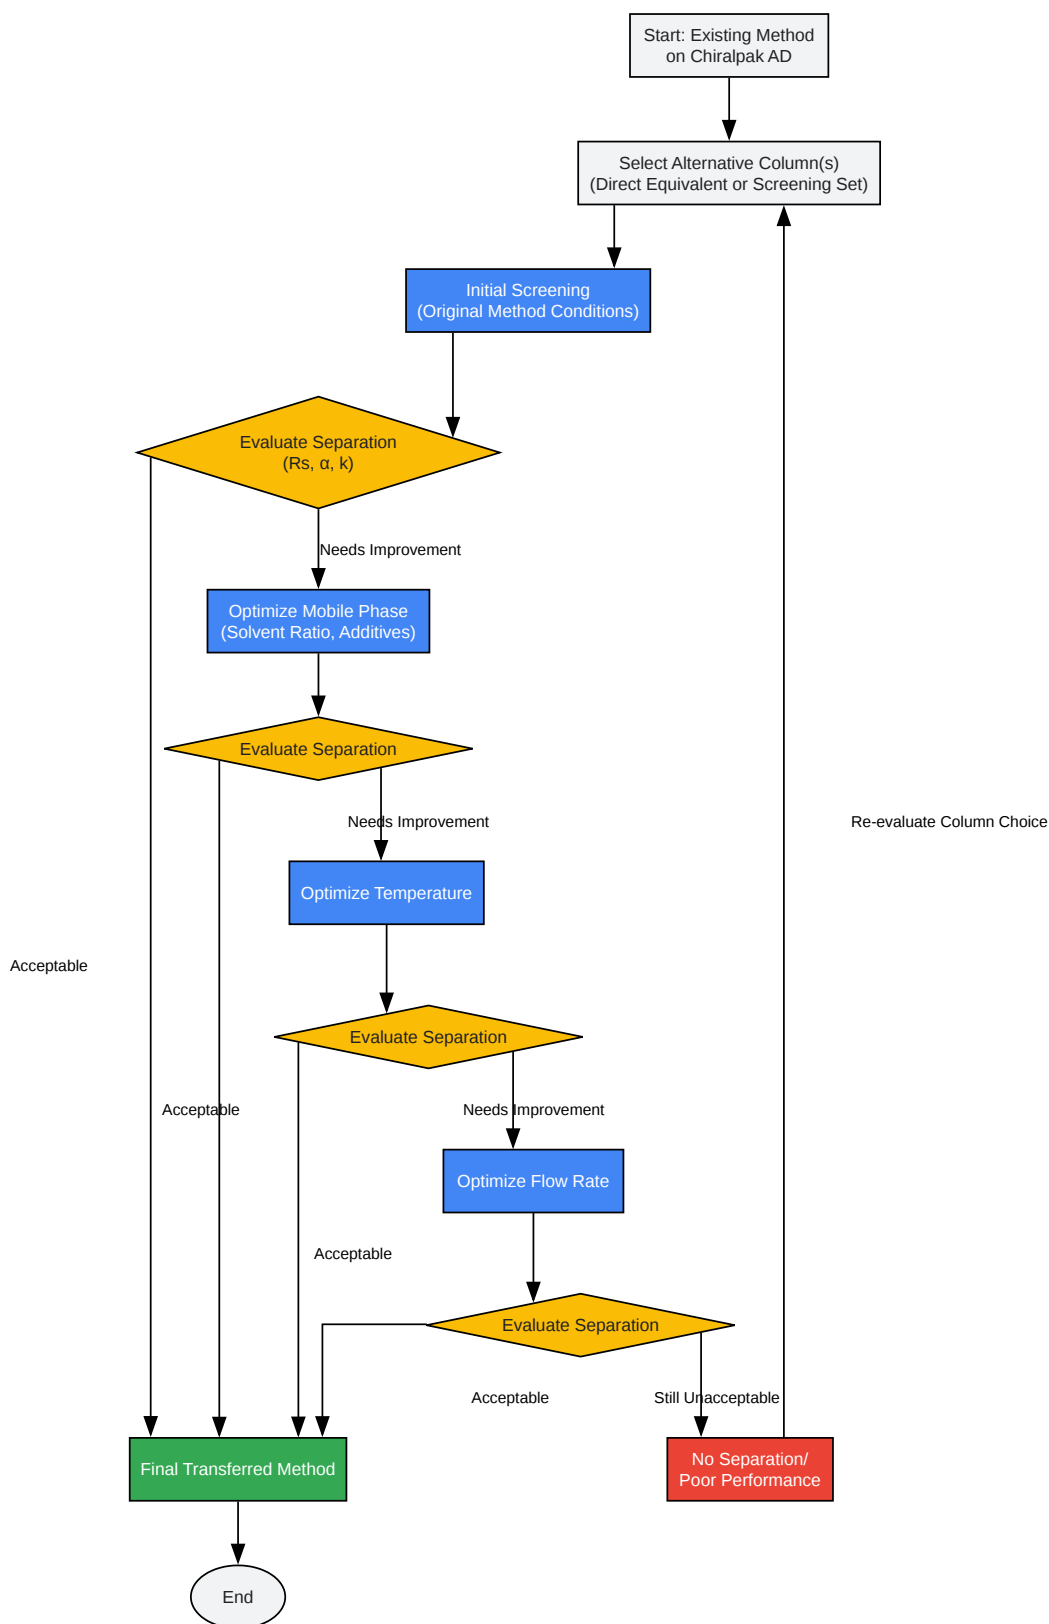 Start: Existing Method
on Chiralpak AD
Select Alternative Column(s)
(Direct Equivalent or Screening Set)
Initial Screening
(Original Method Conditions)
Evaluate Separation
(Rs, α, k)
Needs Improvement
Optimize Mobile Phase
(Solvent Ratio, Additives)
Evaluate Separation
Needs Improvement
Re-evaluate Column Choice
Optimize Temperature
Acceptable
Evaluate Separation
Acceptable
Needs Improvement
Optimize Flow Rate
Acceptable
Evaluate Separation
Acceptable
Still Unacceptable
Final Transferred Method
No Separation/
Poor Performance
End